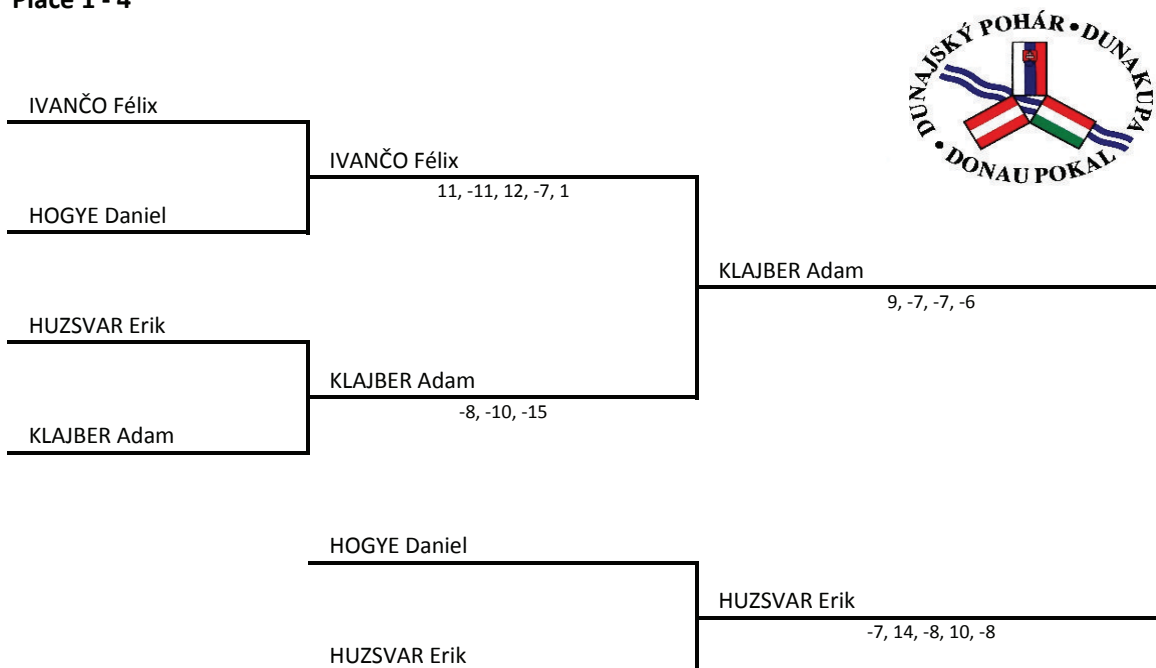 Place 1 - 4
DUNAJSKÝ POHÁR • DUNA KUPA • DONAU POKAL •
IVANČO Félix
IVANČO Félix
11, -11, 12, -7, 1
HOGYE Daniel
KLAJBER Adam
9, -7, -7, -6
HUZSVAR Erik
KLAJBER Adam
-8, -10, -15
KLAJBER Adam
HOGYE Daniel
HUZSVAR Erik
-7, 14, -8, 10, -8
HUZSVAR Erik